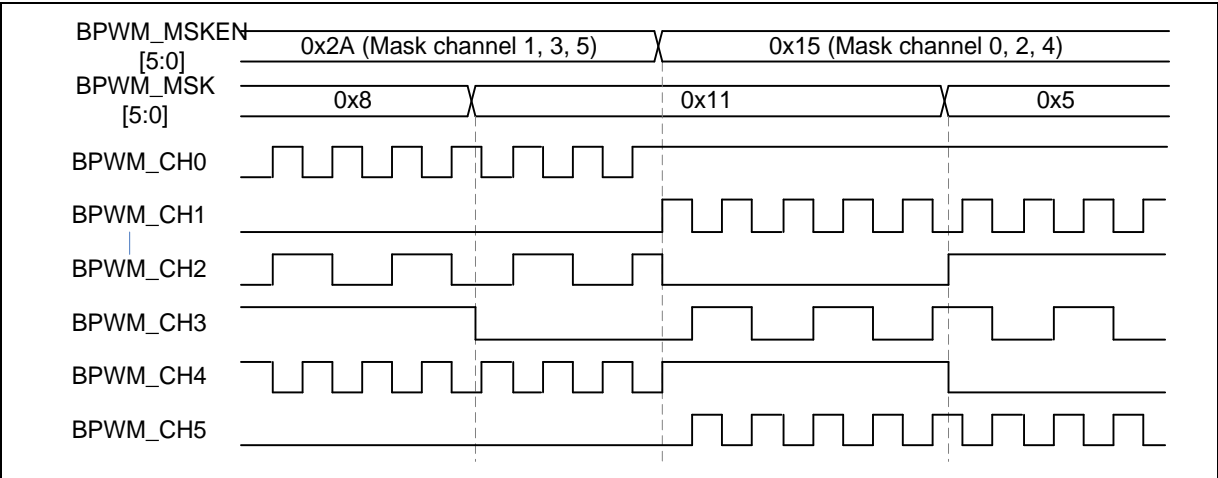 BPWM_MSKEN
[5:0]
0x2A (Mask channel 1, 3, 5)
0x15 (Mask channel 0, 2, 4)
BPWM_MSK
[5:0]
0x8
0x11
0x5
BPWM_CH0
BPWM_CH1
BPWM_CH2
BPWM_CH3
BPWM_CH4
BPWM_CH5